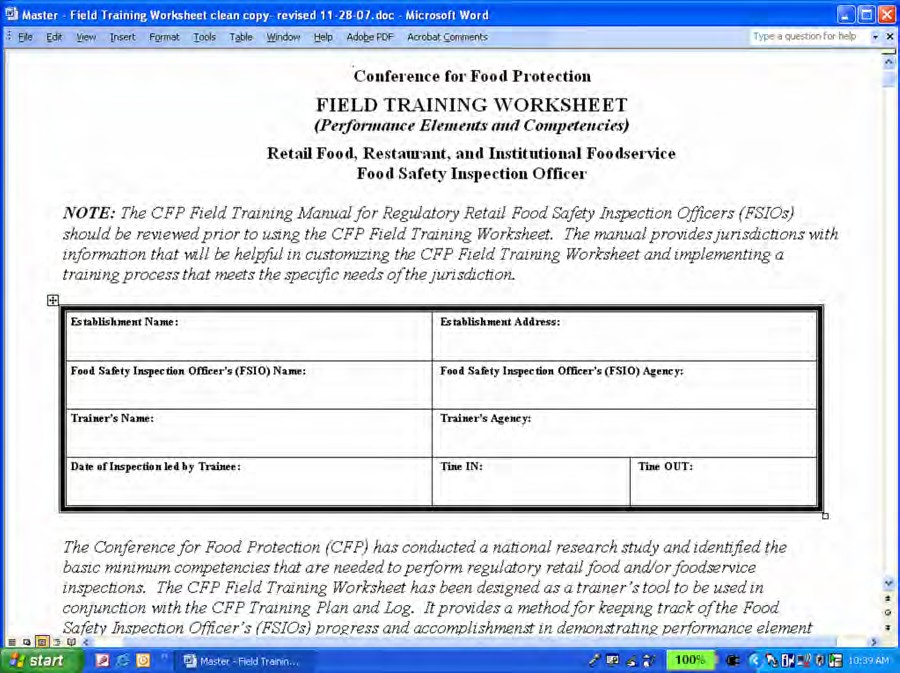 Master - Field Training Worksheet clean copy- revised 11-28-07.doc - Microsoft Word
File Edit View Insert Format Tools Table Window Help Adobe PDF Acrobat Comments
Type a question for help
Conference for Food Protection
FIELD TRAINING WORKSHEET
(Performance Elements and Competencies)
Retail Food, Restaurant, and Institutional Foodservice
Food Safety Inspection Officer
NOTE: The CFP Field Training Manual for Regulatory Retail Food Safety Inspection Officers (FSIOs)
should be reviewed prior to using the CFP Field Training Worksheet. The manual provides jurisdictions with
information that will be helpful in customizing the CFP Field Training Worksheet and implementing a
training process that meets the specific needs of the jurisdiction.
Establishment Name: Establishment Address:
Food Safety Inspection Officer's (FSIO) Name: Food Safety Inspection Officer's (FSIO) Agency:
Trainer's Name: Trainer's Agency:
Date of Inspection led by Trainee: Time IN: Time OUT:
The Conference for Food Protection (CFP) has conducted a national research study and identified the
basic minimum competencies that are needed to perform regulatory retail food and/or foodservice
inspections. The CFP Field Training Worksheet has been designed as a trainer's tool to be used in
conjunction with the CFP Training Plan and Log. It provides a method for keeping track of the Food
Safety Inspection Officer's (FSIOs) progress and accomplishmenst in demonstrating performance element
start
Master - Field Trainin...
100%
10:39 AM